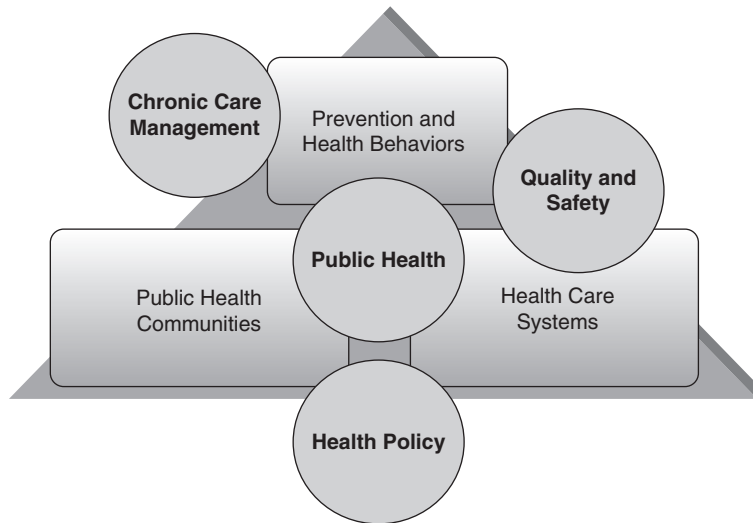 Chronic Care
Management
Prevention and
Health Behaviors
Quality and
Safety
Public Health
Public Health
Communities
Health Care
Systems
Health Policy